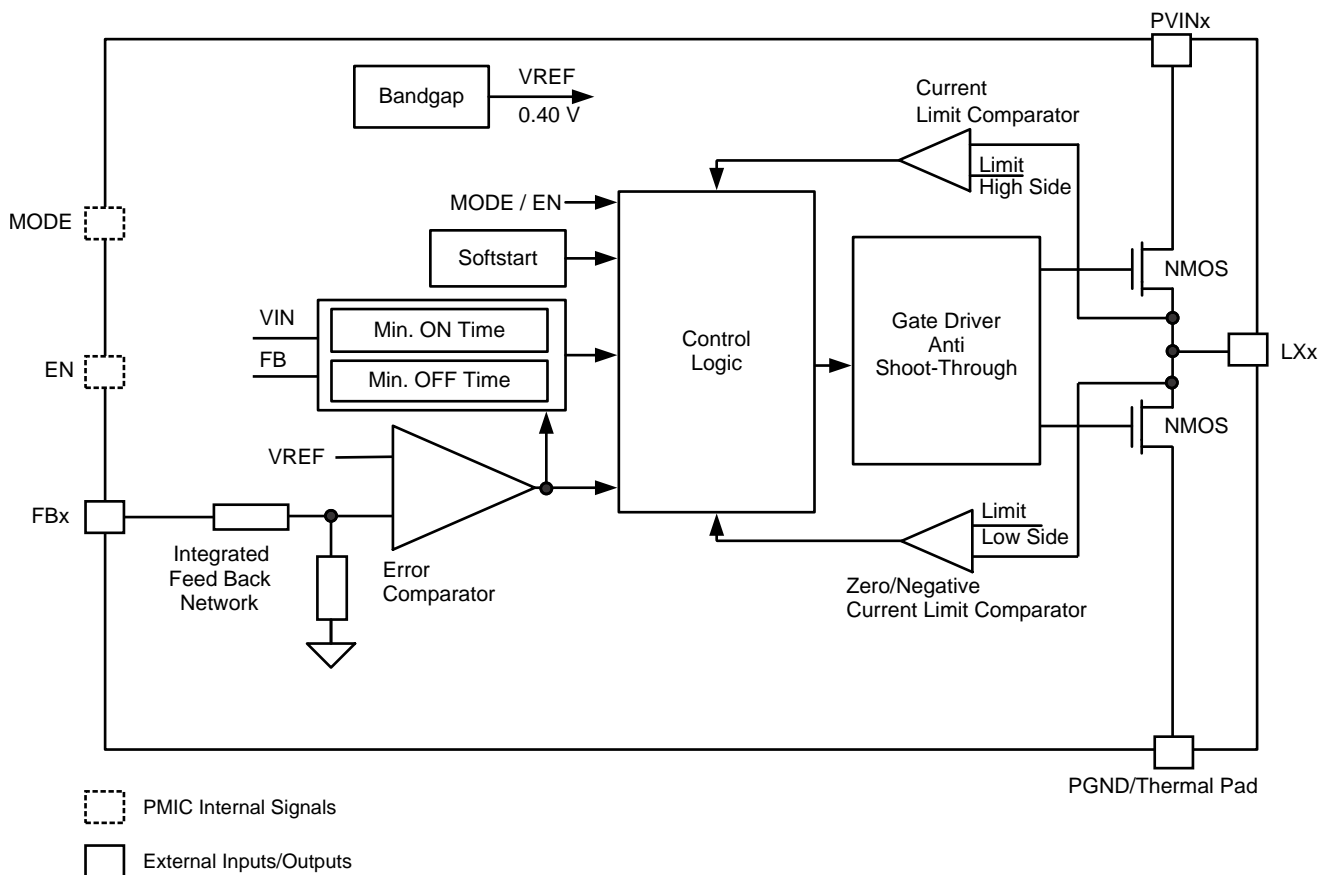 PVINx
Bandgap
VREF
0.40 V
Current
Limit Comparator
Limit
High Side
MODE
MODE / EN
Softstart
NMOS
VIN
FB
Min. ON Time
Min. OFF Time
Control
Logic
Gate Driver
Anti
Shoot-Through
LXx
EN
NMOS
VREF
FBx
Integrated
Feed Back
Network
Error
Comparator
Limit
Low Side
Zero/Negative
Current Limit Comparator
PGND/Thermal Pad
PMIC Internal Signals
External Inputs/Outputs